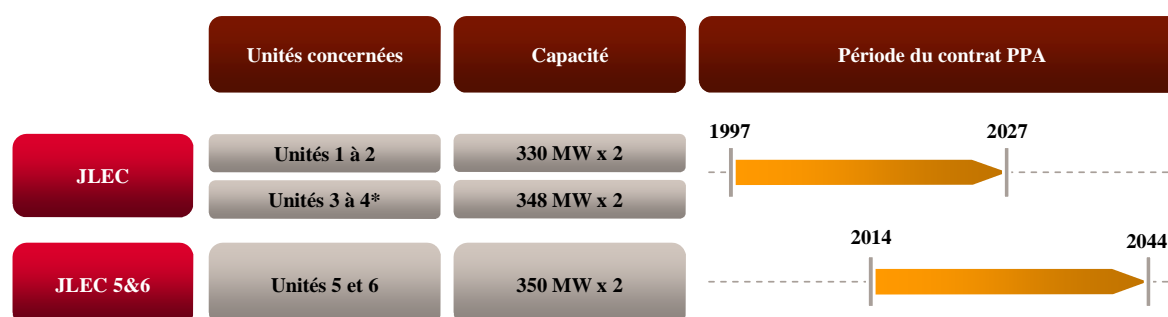 Unités concernées Capacité Période du contrat PPA
1997 2027
JLEC Unités 1 à 2 330 MW x 2
Unités 3 à 4* 348 MW x 2
2014 2044
JLEC 5&6 Unités 5 et 6 350 MW x 2